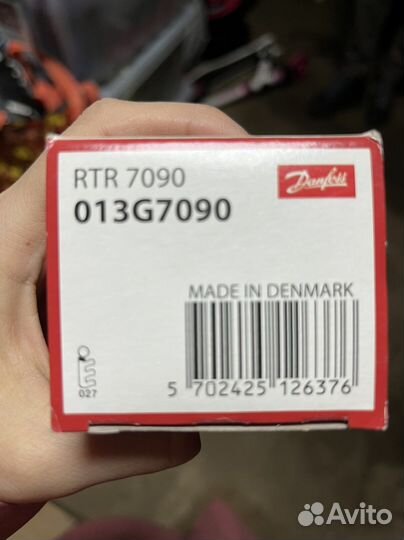 RTR 7090
Danfoss
013G7090
MADE IN DENMARK
5 702425 126376
027
Avito